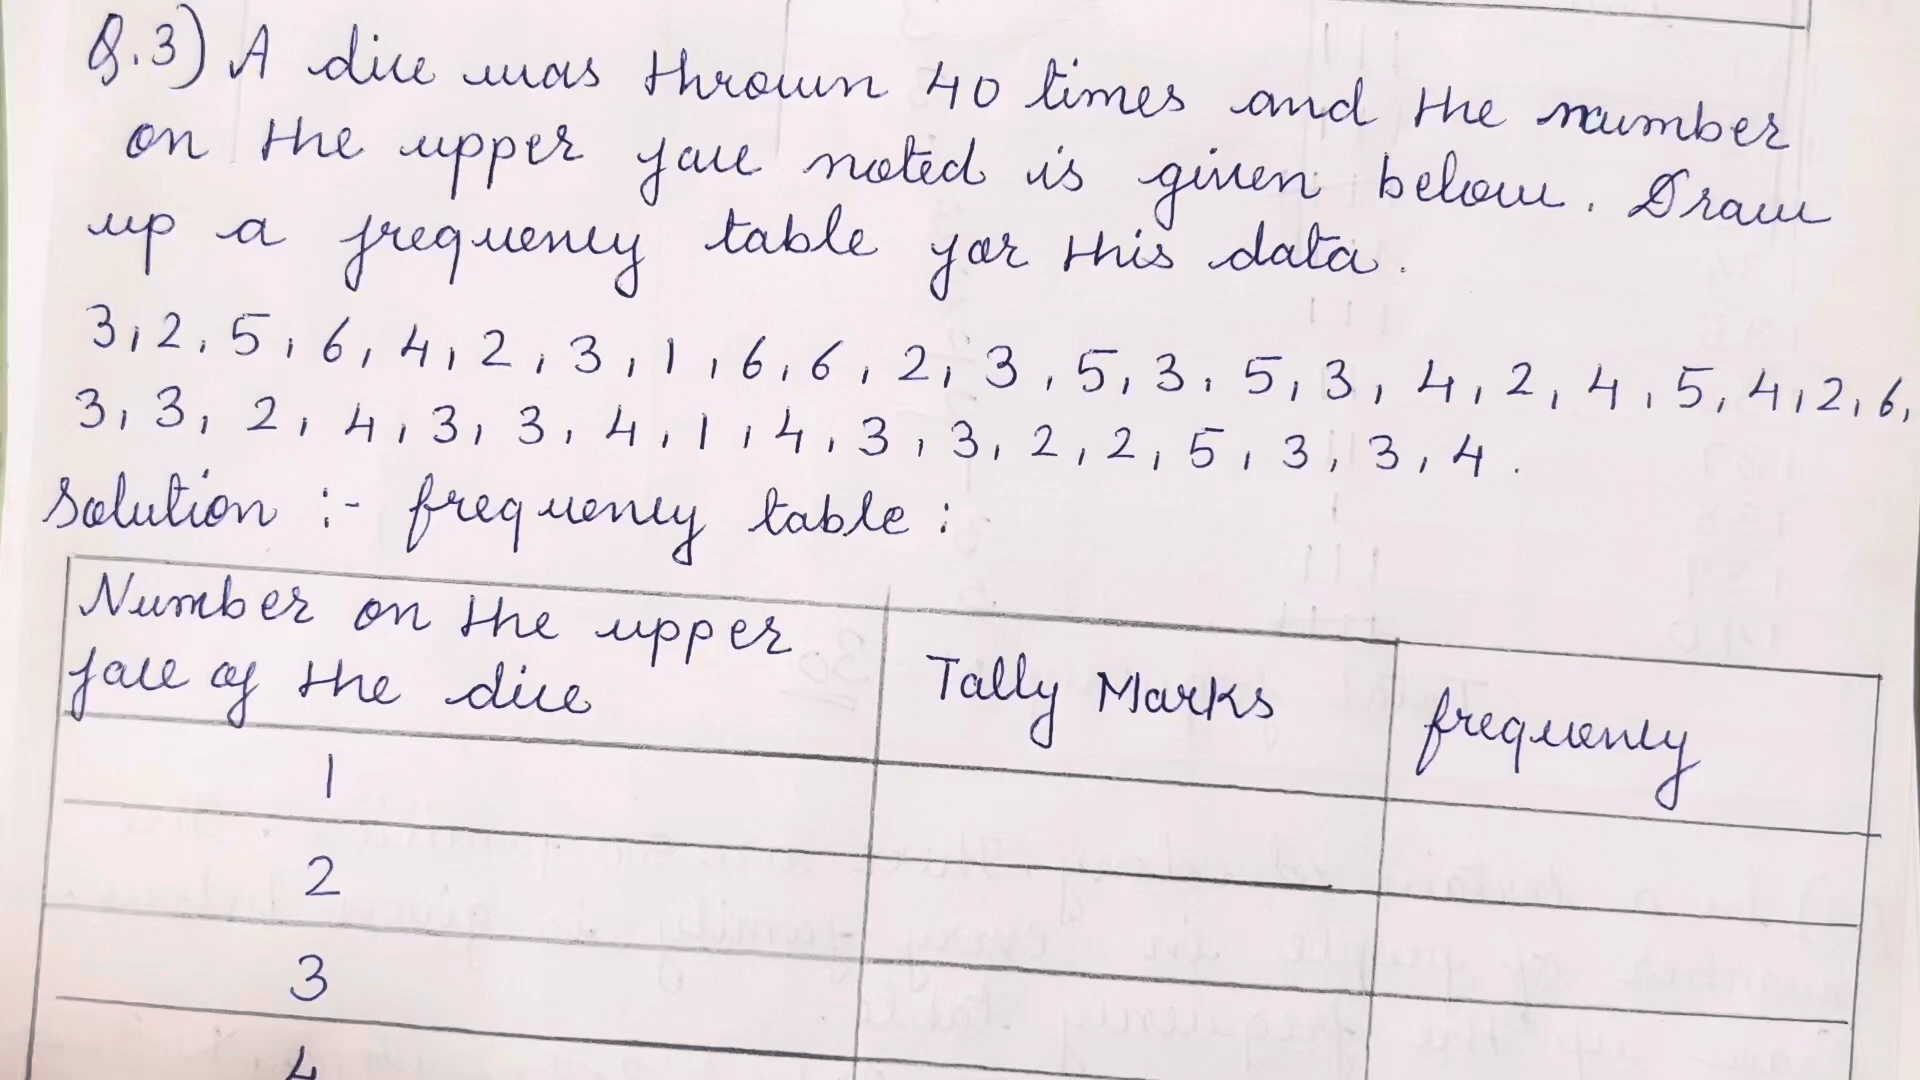 Q.3) A dice was thrown 40 times and the number
on the upper face noted is given below. Draw
up a frequency table for this data.
3, 2, 5, 6, 4, 2, 3, 1, 6, 6, 2, 3, 5, 3, 5, 3, 4, 2, 4, 5, 4, 2, 6,
3, 3, 2, 4, 3, 3, 4, 1, 4, 3, 3, 2, 2, 5, 3, 3, 4.
Solution :- frequency table :
Number on the upper
face of the dice
Tally Marks
frequency
1
2
3
4